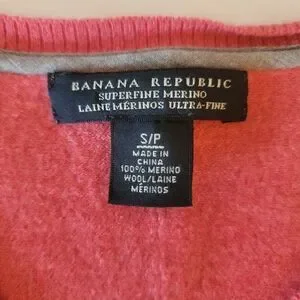 BANANA REPUBLIC
SUPERFINE MERINO
LAINE MÉRINOS ULTRA-FINE
S/P
MADE IN
CHINA
100% MERINO
WOOL/LAINE
MÉRINOS